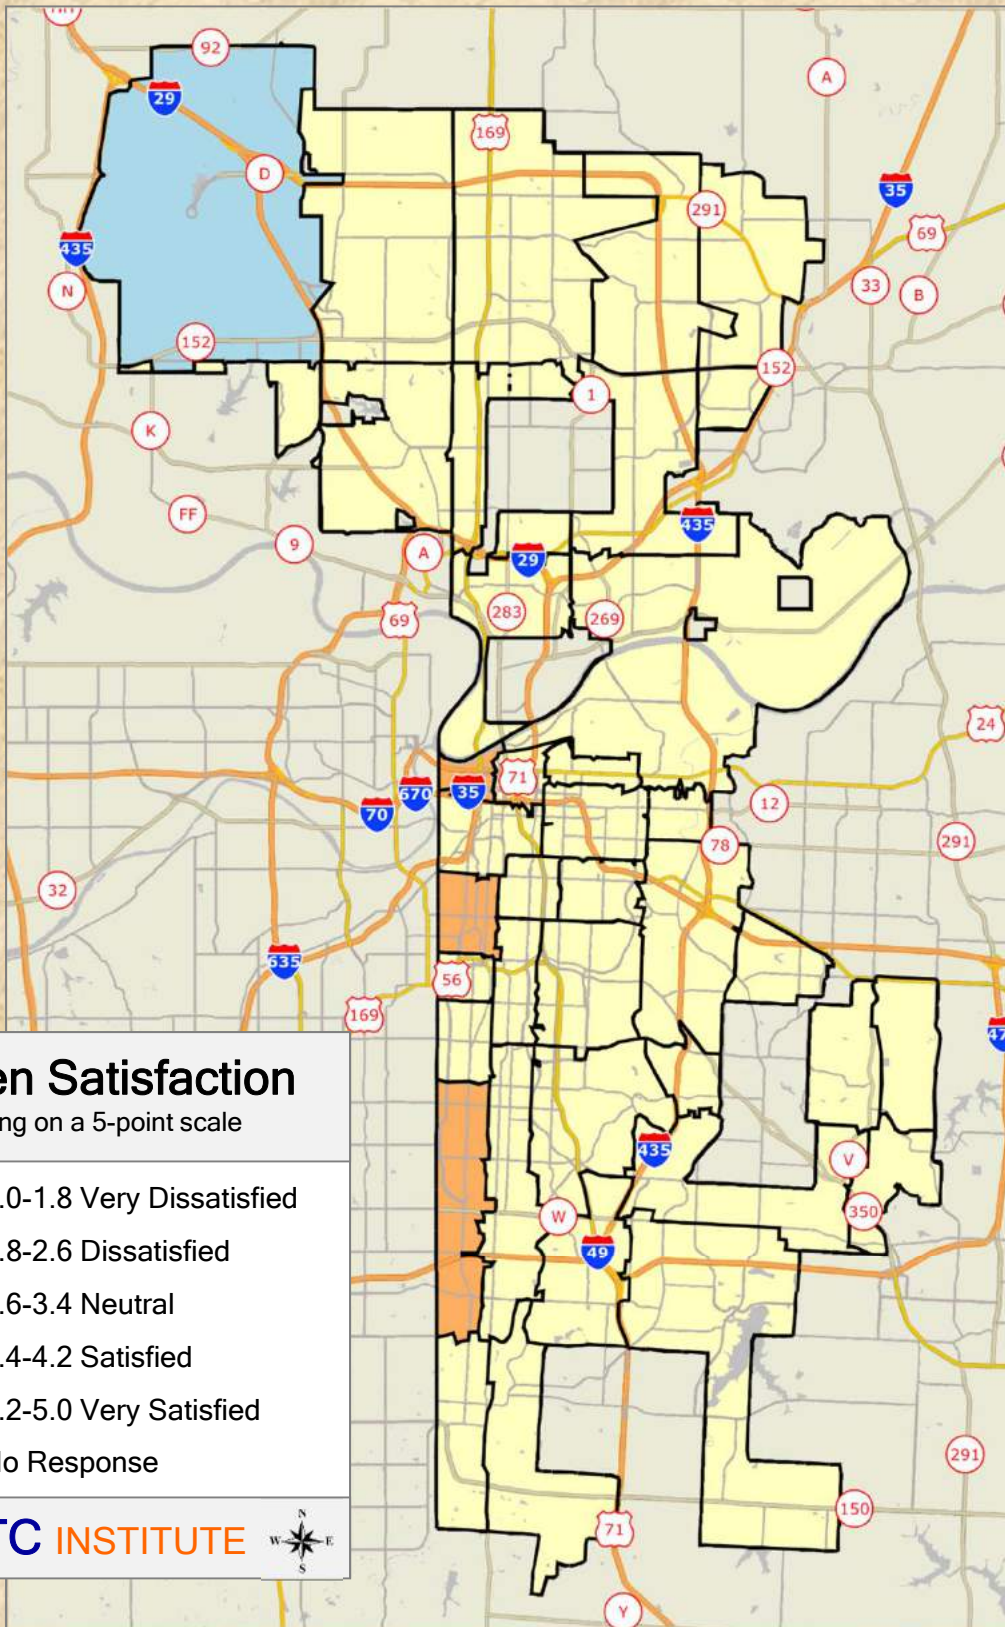 92
29
169
A
D
291
35
435
69
N
33
B
152
152
1
K
FF
435
9
A
29
283
69
269
24
71
670
35
70
12
78
291
32
635
56
169
47
en Satisfaction
ng on a 5-point scale
.0-1.8 Very Dissatisfied
435
V
350
W
.8-2.6 Dissatisfied
49
.6-3.4 Neutral
.4-4.2 Satisfied
.2-5.0 Very Satisfied
lo Response
291
150
TC INSTITUTE
N
W E
S
71
Y